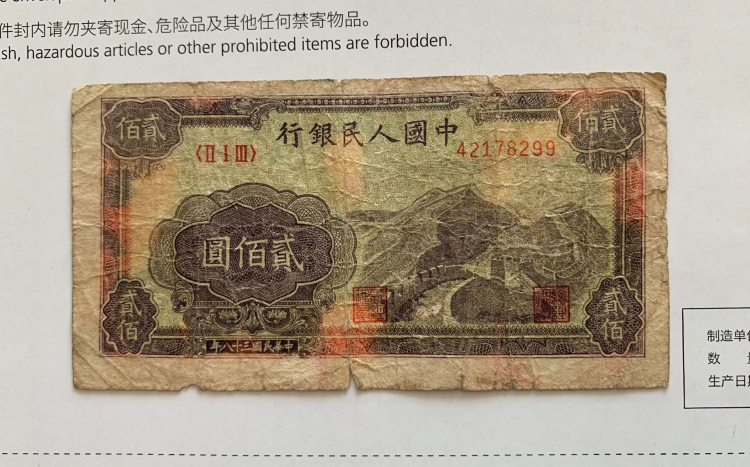 件封内请勿夹寄现金、危险品及其他任何禁寄物品。
sh, hazardous articles or other prohibited items are forbidden.
行銀民人國中
佰貳
佰貳
〈II I III〉
42178299
圓佰貳
貳佰
貳佰
年八十三國民華中
制造单
数
生产日